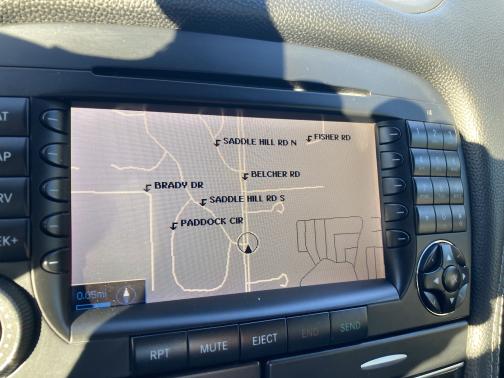 FISHER RD
SADDLE HILL RD N
BELCHER RD
BRADY DR
SADDLE HILL RD S
PADDOCK CIR
0.05mi
RPT
MUTE
EJECT
END
SEND